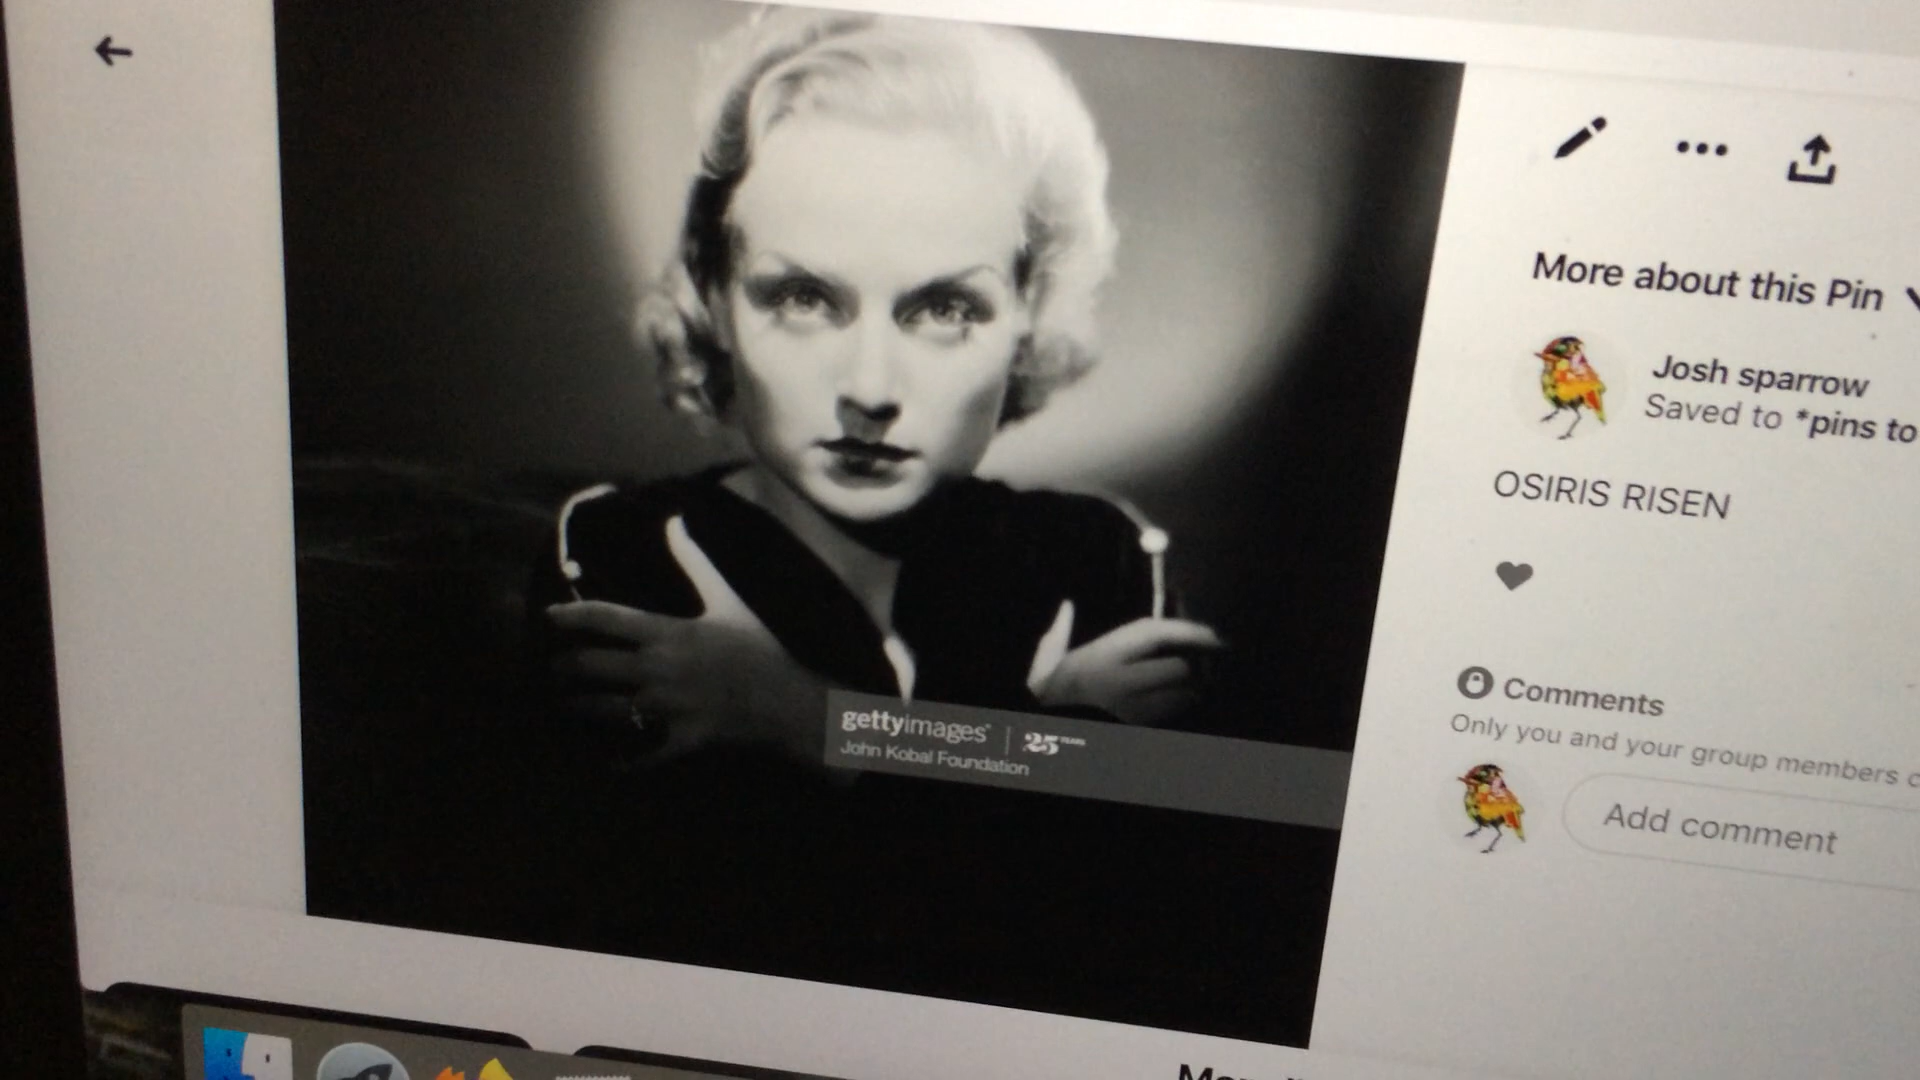 More about this Pin
Josh sparrow
Saved to *pins to
OSIRIS RISEN
gettyimages® | 25 YEARS
John Kobal Foundation
Comments
Only you and your group members c
Add comment